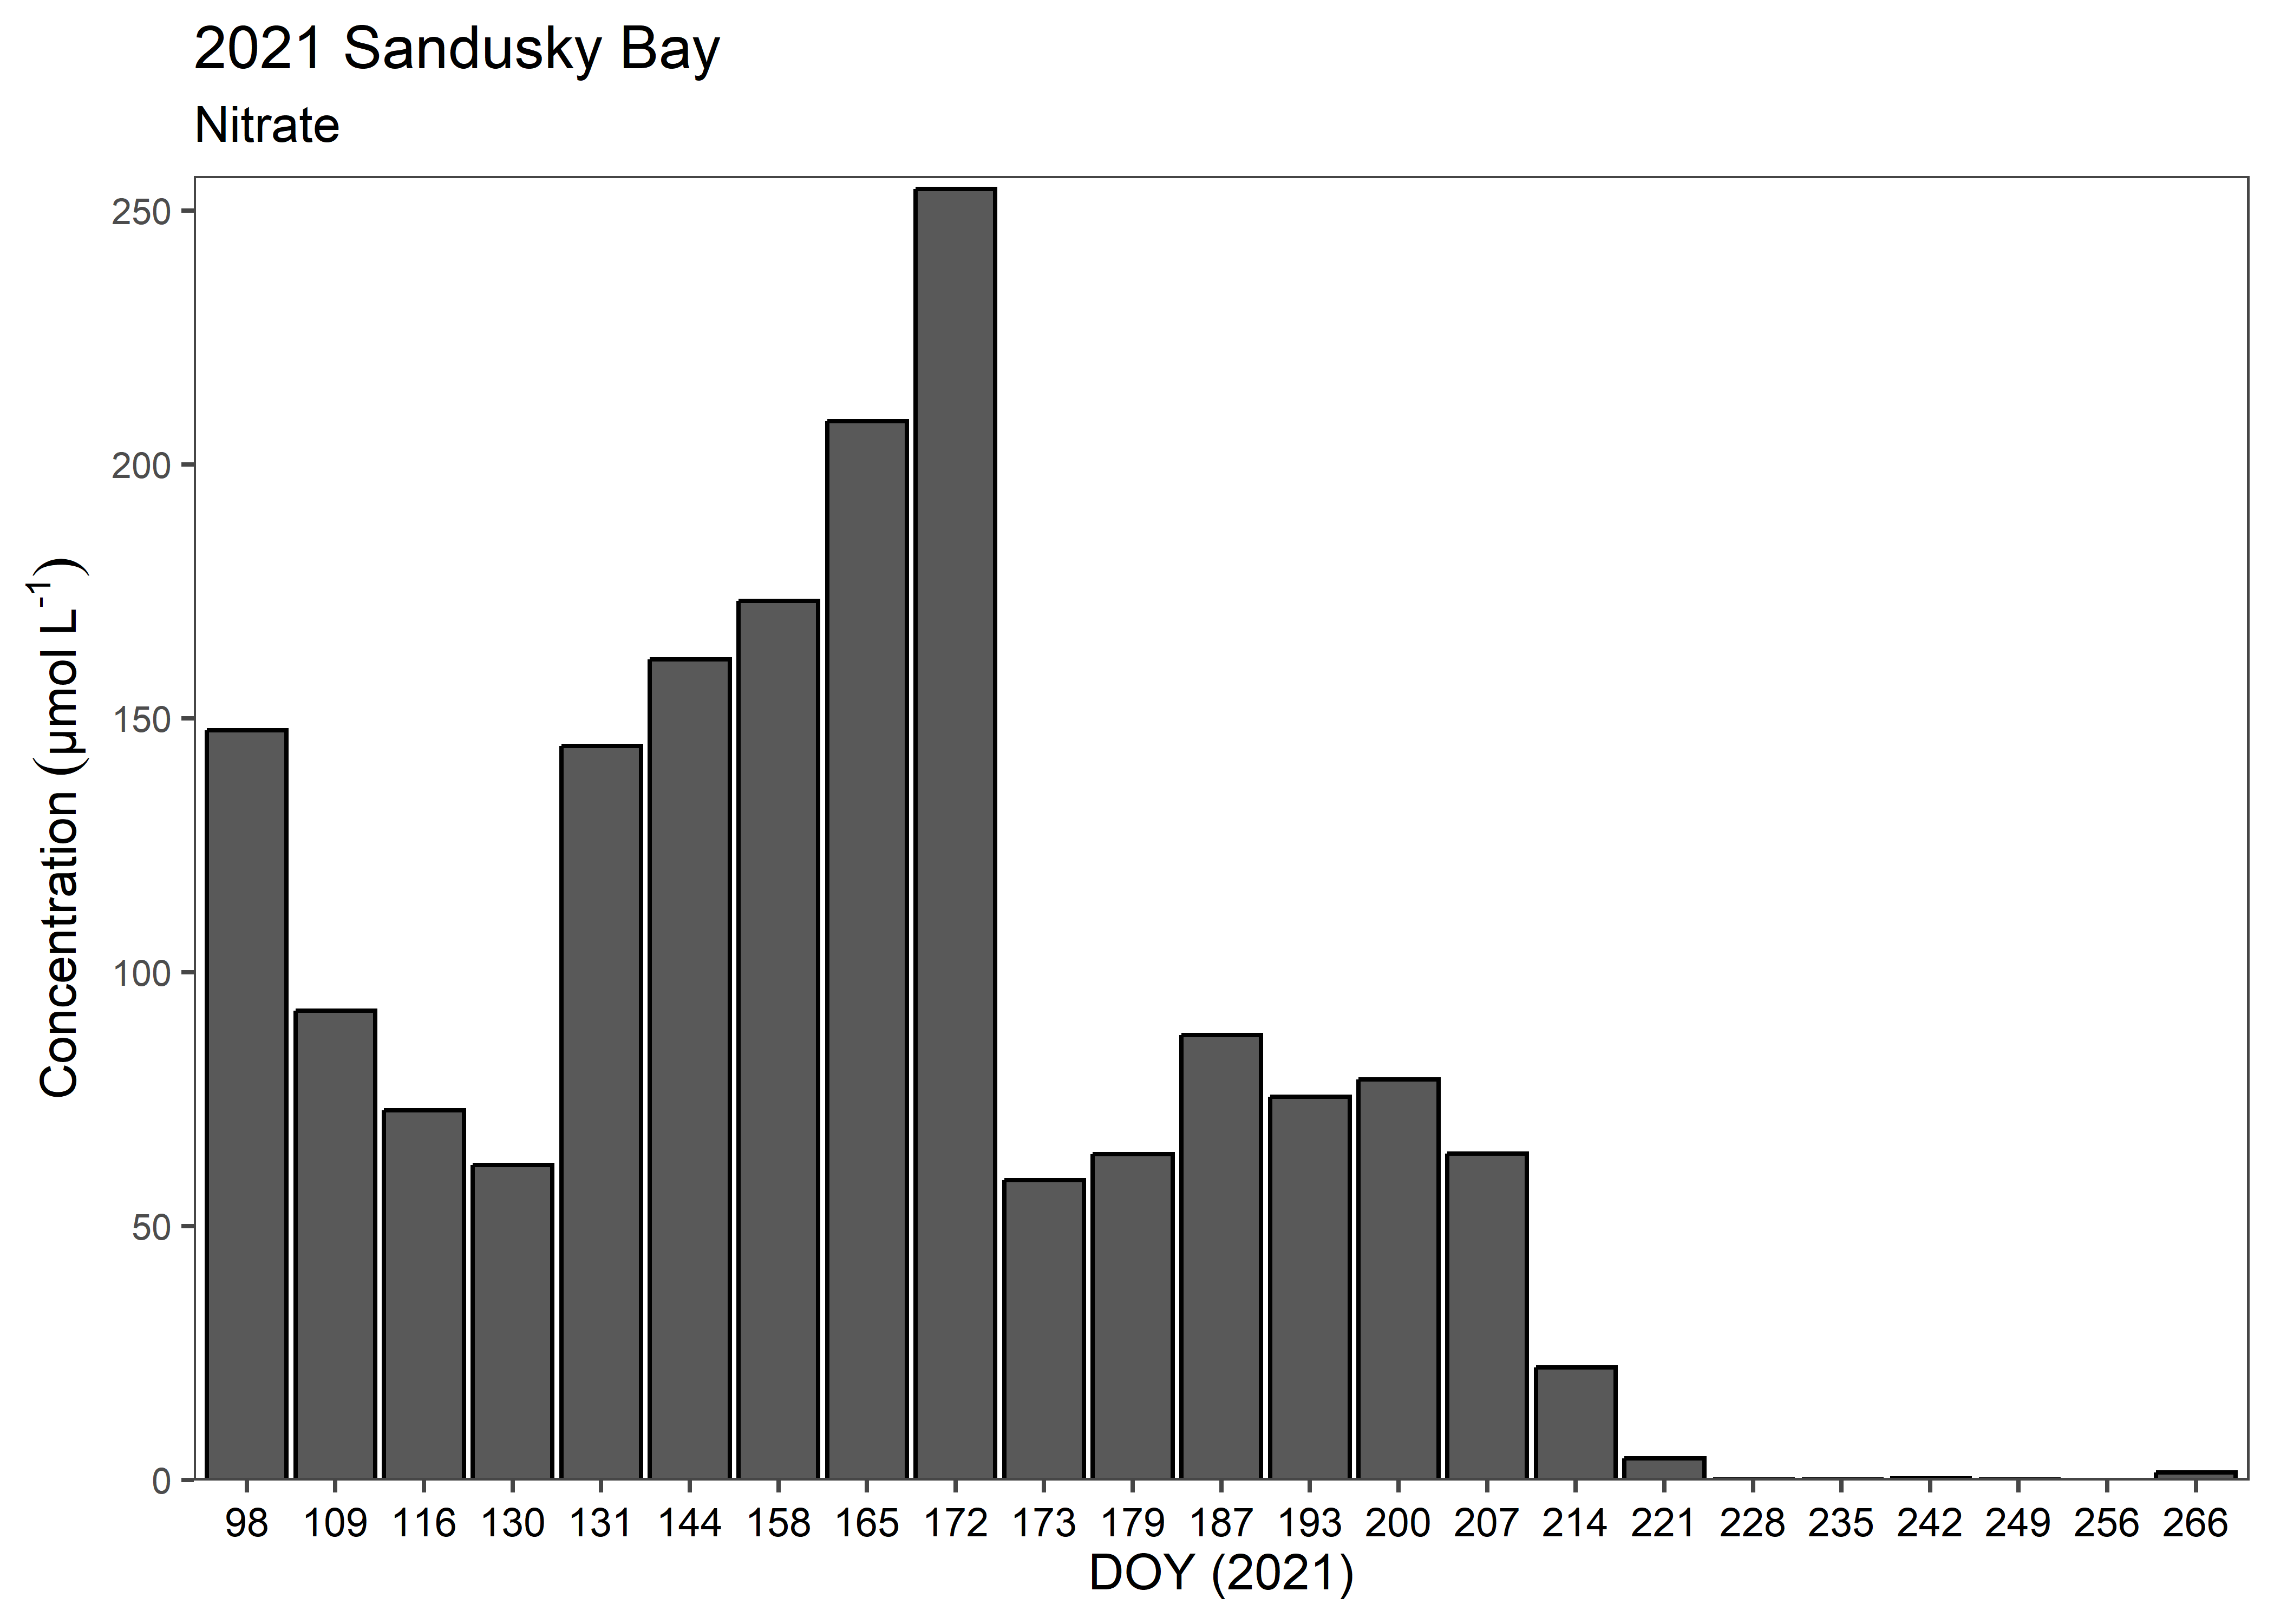 2021 Sandusky Bay
Nitrate
Concentration (µmol L⁻¹)
250
200
150
100
50
0
98 109 116 130 131 144 158 165 172 173 179 187 193 200 207 214 221 228 235 242 249 256 266
DOY (2021)